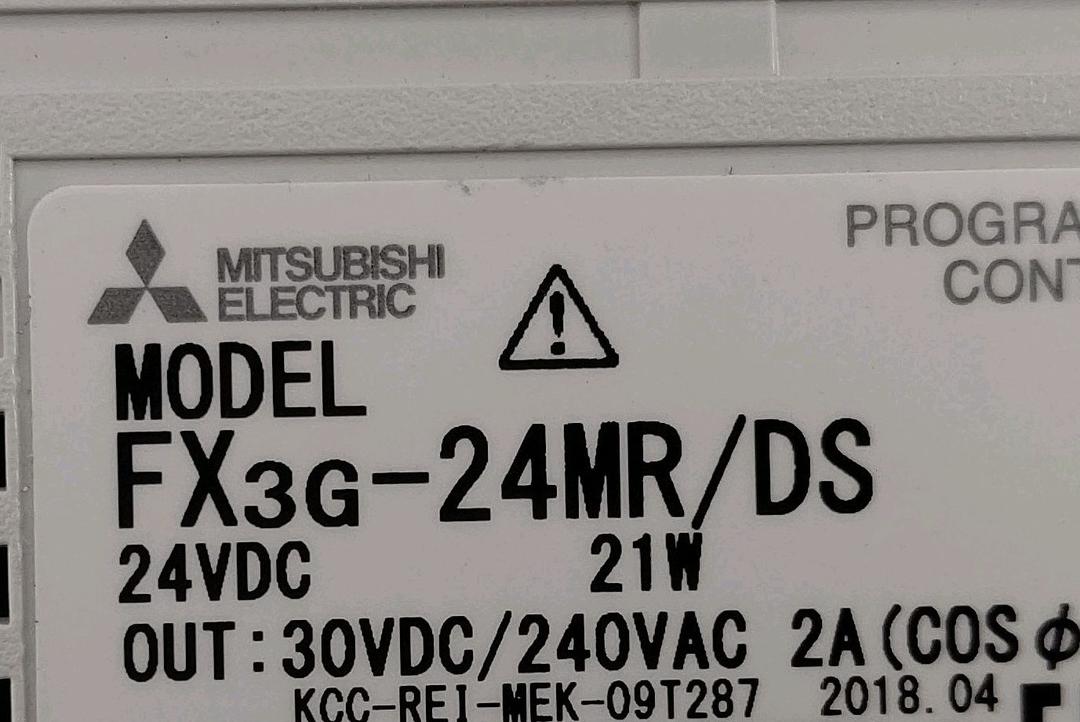 MITSUBISHI
ELECTRIC
PROGRA
CONT
MODEL
FX3G-24MR/DS
24VDC 21W
OUT:30VDC/240VAC 2A(COSφ
KCC-REI-MEK-09T287 2018.04